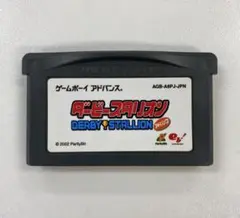 ゲームボーイ アドバンス®
AGB-ADPJ-JPN
ダービースタリオン
DERBY STALLION
© 2002 ParityBit